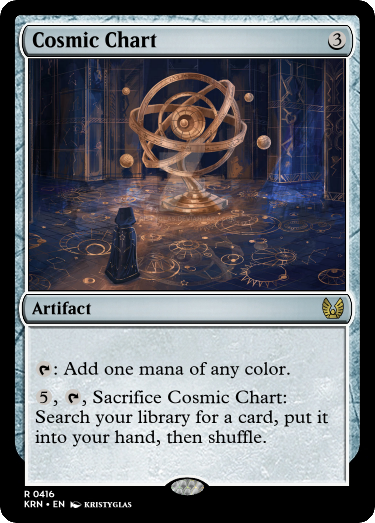 Cosmic Chart 3
Artifact
: Add one mana of any color.
5, , Sacrifice Cosmic Chart:
Search your library for a card, put it
into your hand, then shuffle.
R 0416
KRN • EN KRISTYGLAS